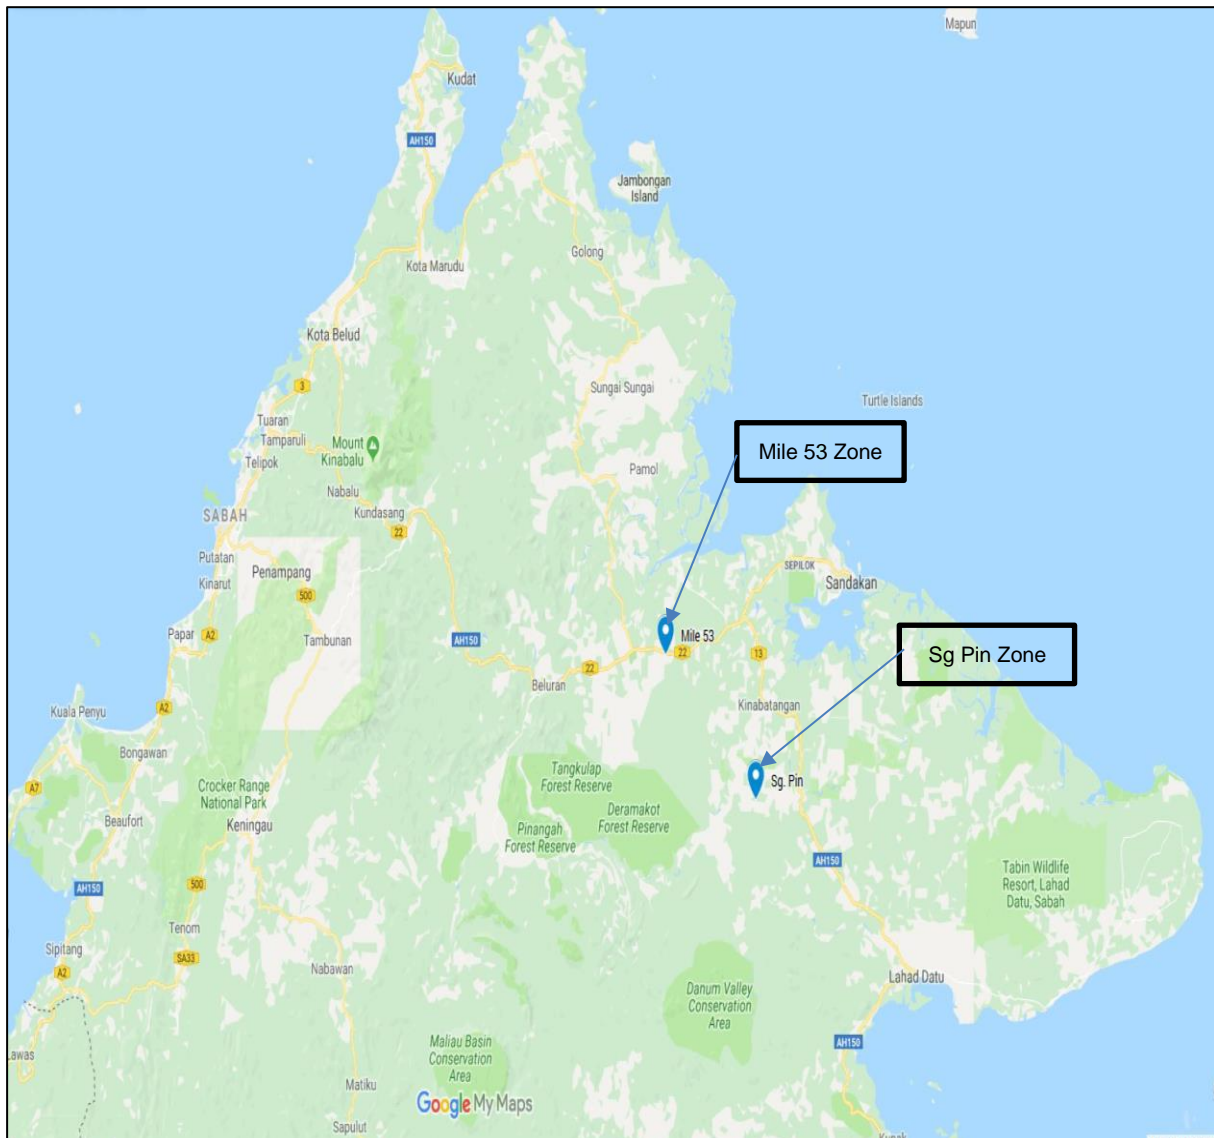 Mapun
Kudat
AH150
Jambongan
Island
Golong
Kota Marudu
Kota Belud
3
Sungai Sungai
Turtle Islands
Tuaran
Tamparuli
Telipok
Mount
Kinabalu
Mile 53 Zone
Pamol
Nabalu
Kundasang
SABAH
22
Putatan
Kinarut
Penampang
500
SEPILOK
Sandakan
Papar
A2
Tambunan
AH150
Mile 53
22
13
Sg Pin Zone
22
Beluran
Kuala Penyu
A2
Kinabatangan
Bongawan
Tangkulap
Forest Reserve
Sg. Pin
A7
Crocker Range
National Park
Deramakot
Forest Reserve
Beaufort
Keningau
Pinangah
Forest Reserve
AH150
Tabin Wildlife
Resort, Lahad
Datu, Sabah
AH150
500
Tenom
Sipitang
SA33
A2
Nabawan
Lahad Datu
Danum Valley
Conservation
Area
Maliau Basin
Conservation
Area
AH150
Lawas
Matiku
Google My Maps
Sapulut